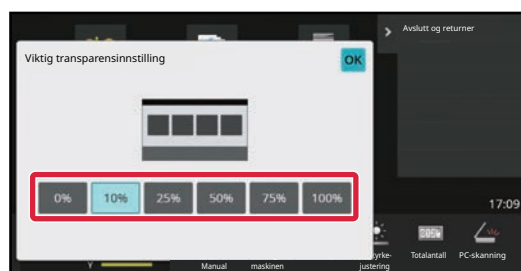 Avslutt og returner
Viktig transparensinnstilling
OK
0% 10% 25% 50% 75% 100%
17:09
Totalantall PC-skanning
justering
Y Manual maskinen